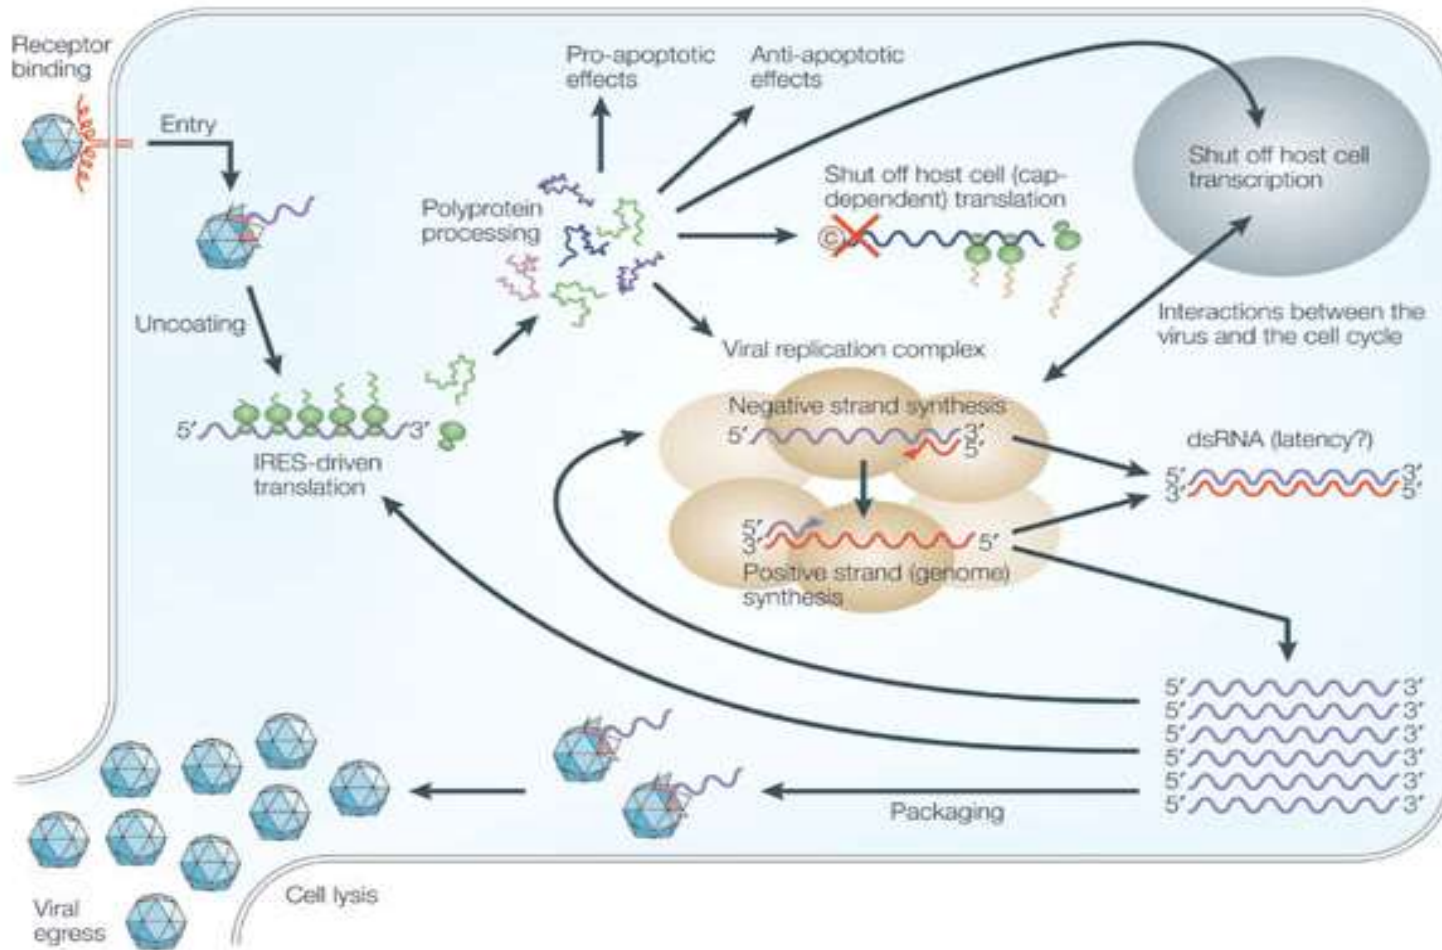 Receptor
binding
Entry
Uncoating
5′
3′
IRES-driven
translation
Polyprotein
processing
Pro-apoptotic
effects
Anti-apoptotic
effects
Shut off host cell (cap-
dependent) translation
C
Shut off host cell
transcription
Interactions between the
virus and the cell cycle
Viral replication complex
Negative strand synthesis
5′ 3′
5′
5′
3′ 5′
Positive strand (genome)
synthesis
dsRNA (latency?)
5′ 3′
3′ 5′
5′ 3′
5′ 3′
5′ 3′
5′ 3′
5′ 3′
5′ 3′
Packaging
Cell lysis
Viral
egress